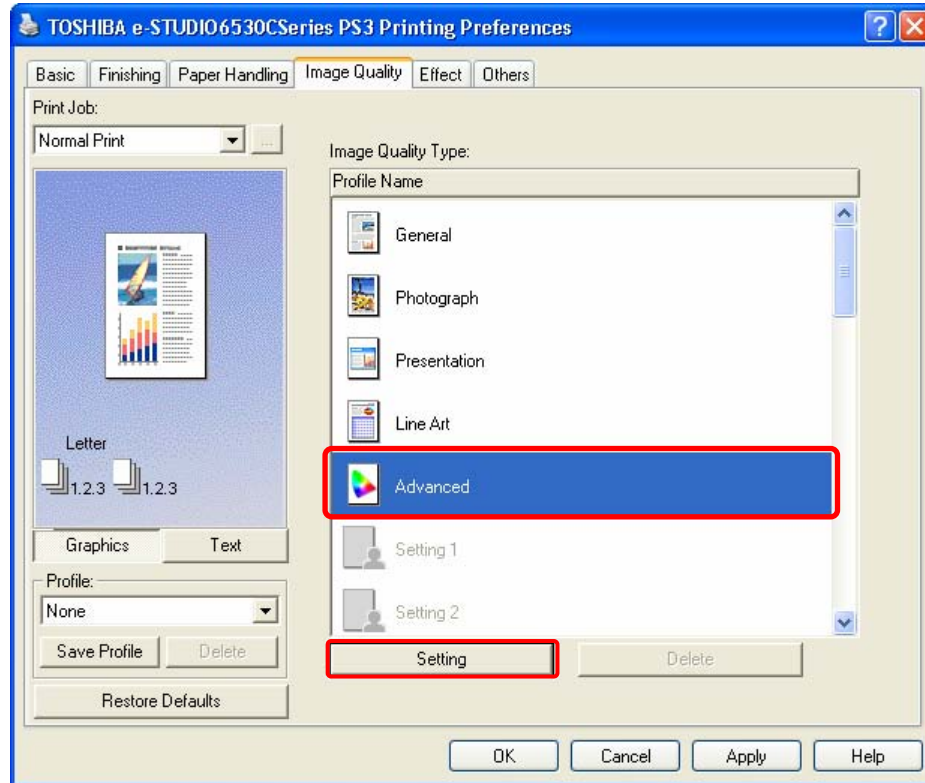 TOSHIBA e-STUDIO6530CSeries PS3 Printing Preferences
Basic Finishing Paper Handling Image Quality Effect Others
Print Job:
Normal Print
...
Letter
1.2.3 1.2.3
Graphics Text
Profile:
None
Save Profile Delete
Restore Defaults
Image Quality Type:
Profile Name
General
Photograph
Presentation
Line Art
Advanced
Setting 1
Setting 2
Setting Delete
OK Cancel Apply Help